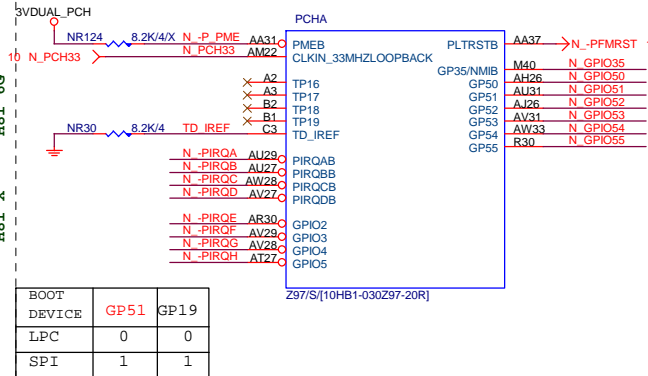 3VDUAL_PCH
PCHA
NR124 8.2K/4/X N_-P_PME AA31 PMEB PLTRSTB AA37 N_-PFMRST
10 N_PCH33 N_PCH33 AM22 CLKIN_33MHZLOOPBACK
GP35/NMIB M40 N_GPIO35
A2 TP16 GP50 AH26 N_GPIO50
A3 TP17 GP51 AU31 N_GPIO51
B2 TP18 GP52 AJ26 N_GPIO52
B1 TP19 GP53 AV31 N_GPIO53
NR30 8.2K/4 TD_IREF C3 TD_IREF GP54 AW33 N_GPIO54
GP55 R30 N_GPIO55
N_-PIRQA AU29 PIRQAB
N_-PIRQB AU27 PIRQBB
N_-PIRQC AW28 PIRQCB
N_-PIRQD AV27 PIRQDB
N_-PIRQE AR30 GPIO2
N_-PIRQF AV29 GPIO3
N_-PIRQG AV28 GPIO4
N_-PIRQH AT27 GPIO5
Z97/S/[10HB1-030Z97-20R]
BOOT DEVICE GP51 GP19
LPC 0 0
SPI 1 1